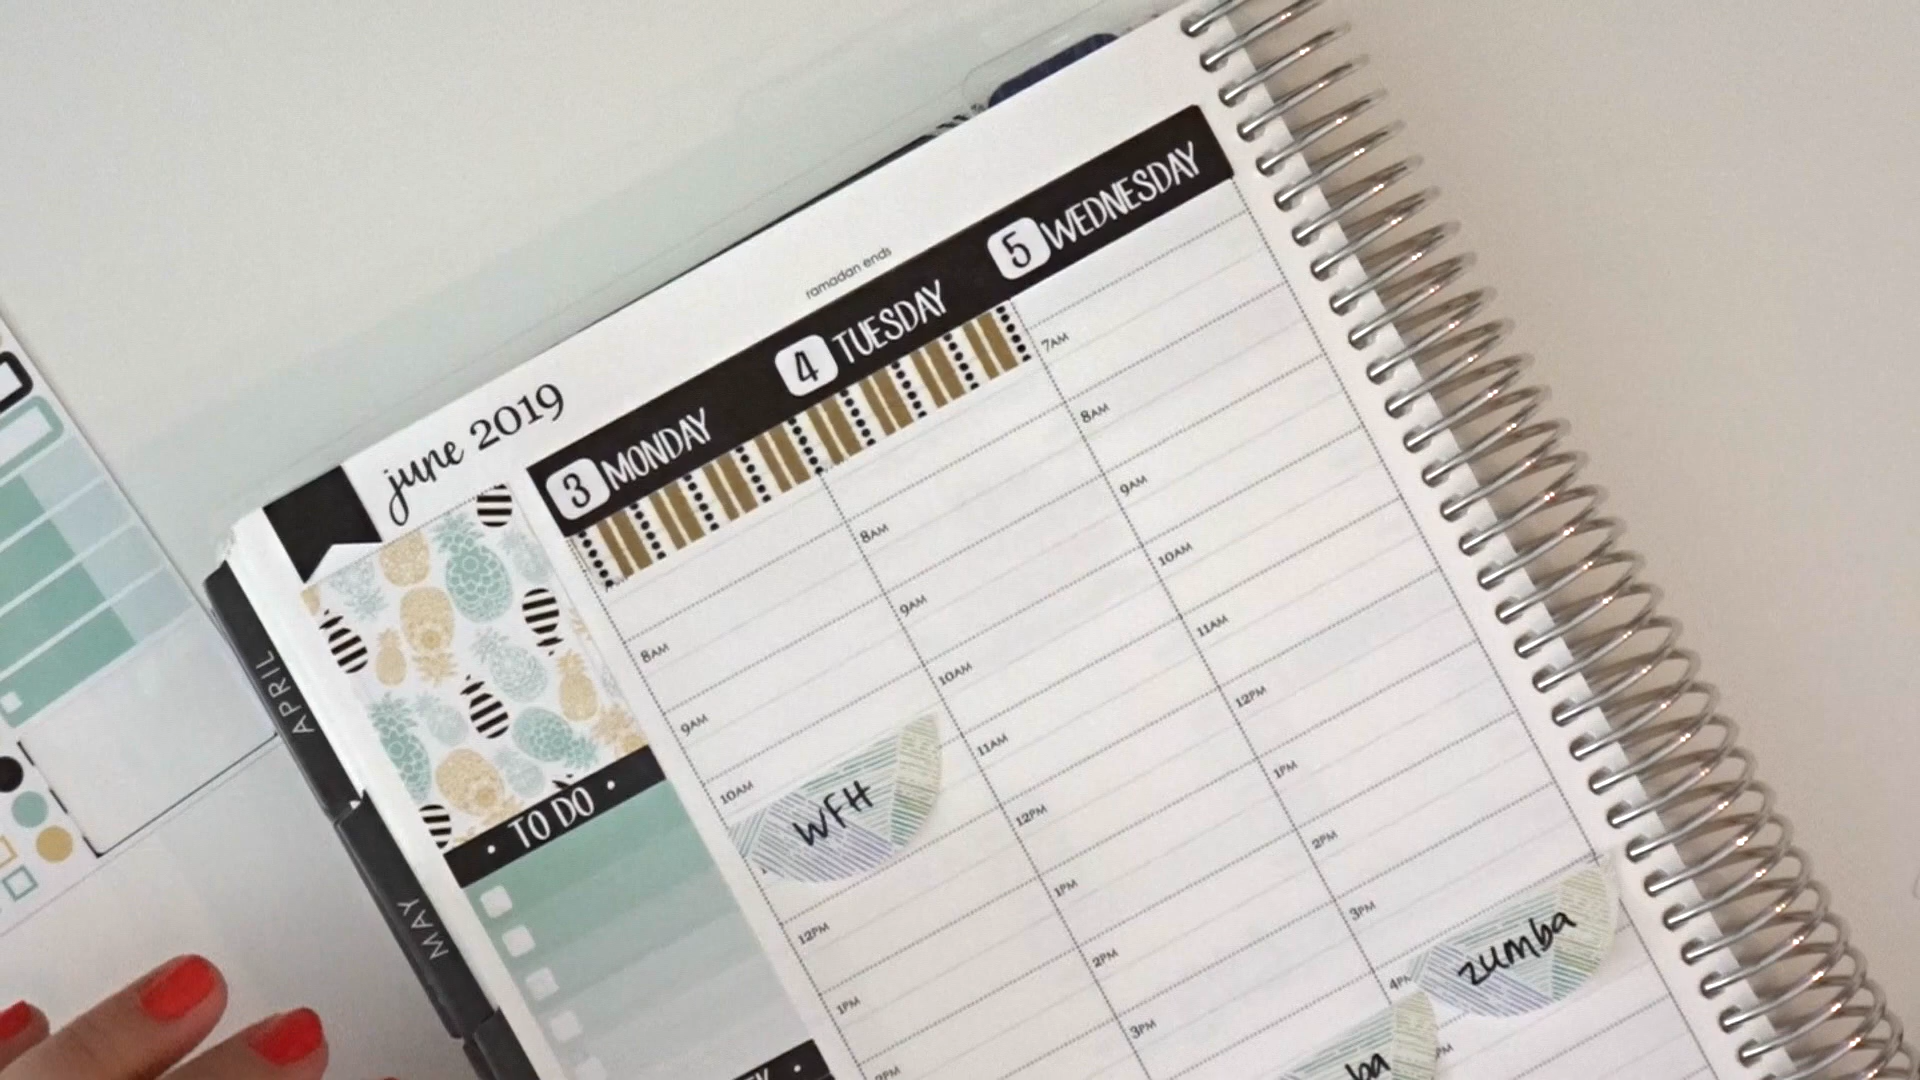 june 2019
ramadan ends
3 MONDAY
4 TUESDAY
5 WEDNESDAY
APRIL
MAY
• TO DO •
8AM
9AM
10AM
WFH
12PM
1PM
8AM
9AM
10AM
11AM
12PM
1PM
2PM
3PM
7AM
8AM
9AM
10AM
11AM
12PM
1PM
2PM
3PM
zumba